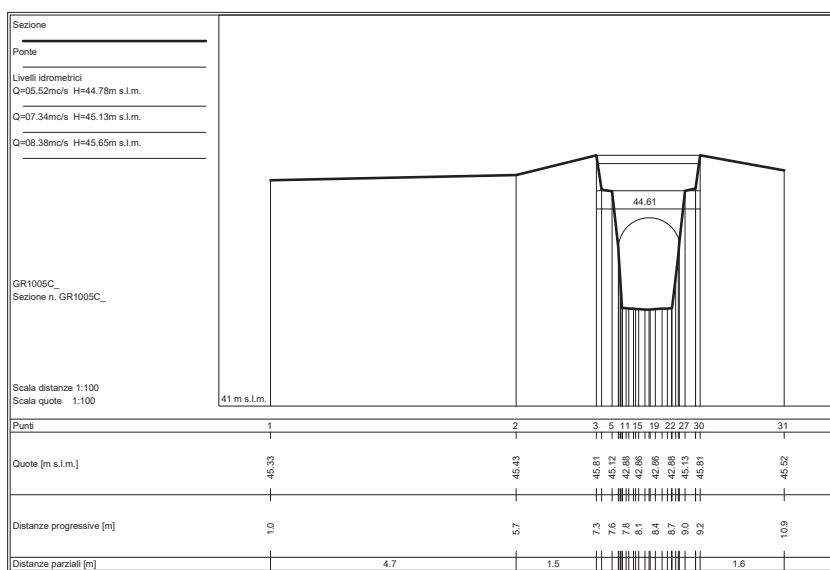 Sezione
Ponte
Livelli idrometrici
Q=05.52mc/s H=44.78m s.l.m.
Q=07.34mc/s H=45.13m s.l.m.
Q=08.38mc/s H=45.65m s.l.m.
44.61
GR1005C_
Sezione n. GR1005C_
Scala distanze 1:100
Scala quote 1:100
41 m s.l.m.
Punti 1 2 3 5 11 15 19 22 27 30 31
Quote [m s.l.m.] 45.33 45.43 45.81 45.12 42.88 42.86 42.86 42.88 45.13 45.81 45.52
Distanze progressive [m] 1.0 5.7 7.3 7.6 7.8 8.1 8.4 8.7 9.0 9.2 10.9
Distanze parziali [m] 4.7 1.5 1.6